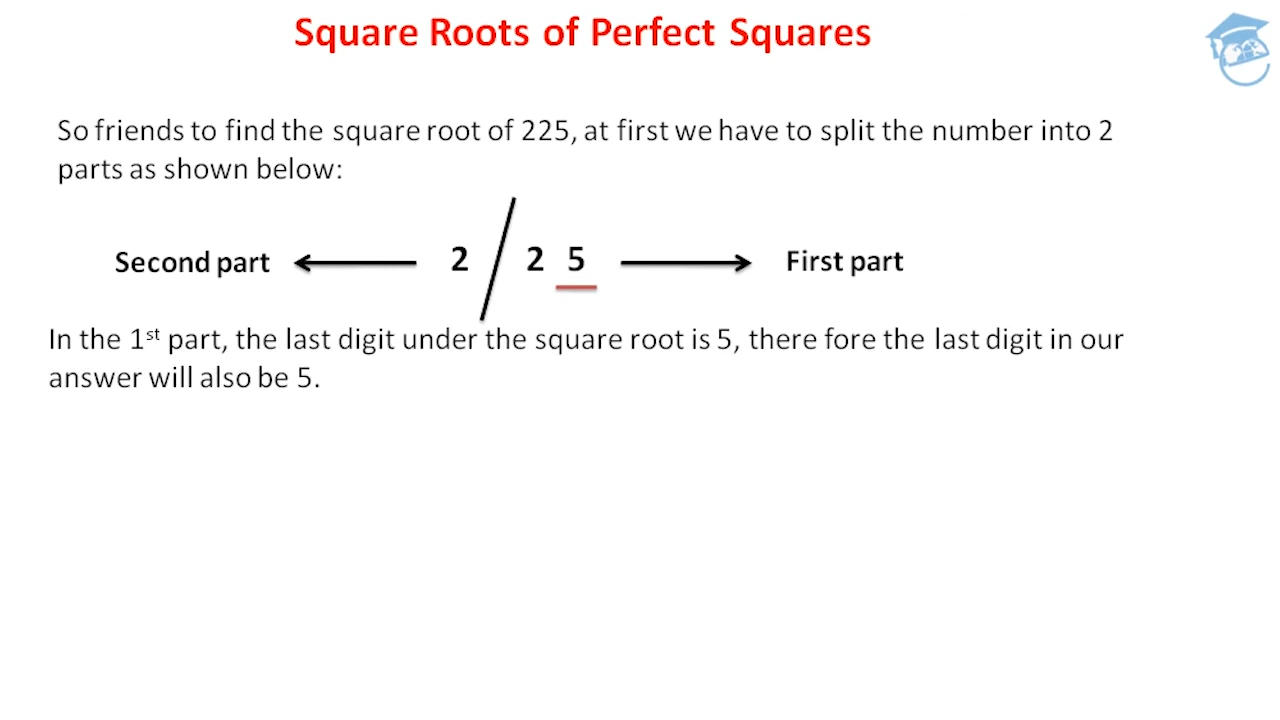 Square Roots of Perfect Squares
So friends to find the square root of 225, at first we have to split the number into 2
parts as shown below:
Second part 2 / 2 5 First part
In the 1st part, the last digit under the square root is 5, there fore the last digit in our
answer will also be 5.